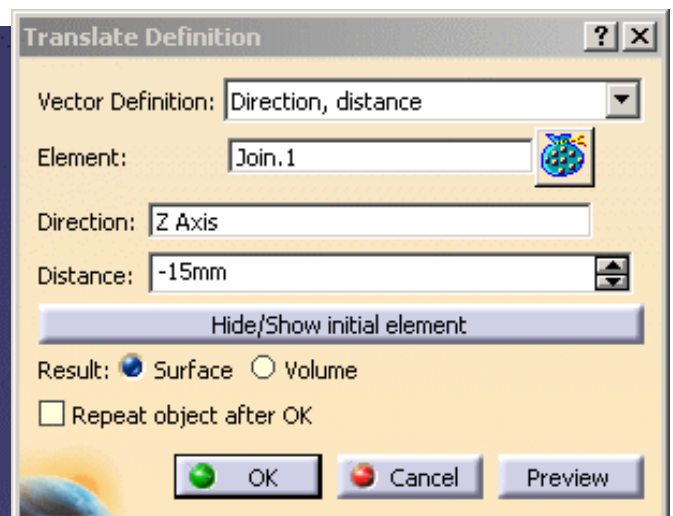 Translate Definition
Vector Definition: Direction, distance
Element: Join.1
Direction: Z Axis
Distance: -15mm
Hide/Show initial element
Result: Surface Volume
Repeat object after OK
OK Cancel Preview